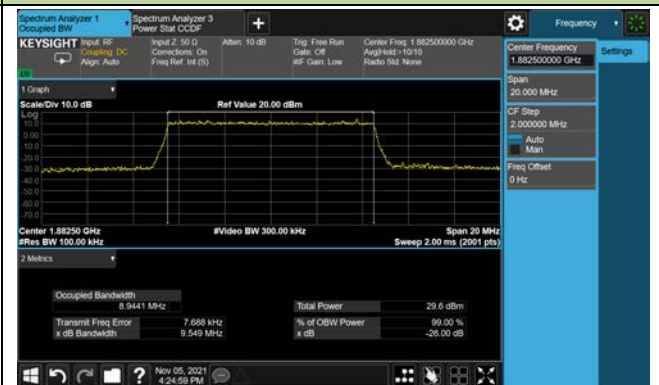 Spectrum Analyzer 1
Occupied BW
Spectrum Analyzer 3
Power Stat CCDF
Frequency
KEYSIGHT
Input: RF
Coupling: DC
Align: Auto
Input Z: 50 Ω
Corrections: On
Freq Ref: Int (S)
Atten: 10 dB
Trig: Free Run
Gate: Off
#IF Gain: Low
Center Freq: 1.882500000 GHz
Avg|Hold:>10/10
Radio Std: None
Center Frequency
1.882500000 GHz
Settings
Span
20.000 MHz
CF Step
2.000000 MHz
Auto
Man
Freq Offset
0 Hz
1 Graph
Scale/Div 10.0 dB
Ref Value 20.00 dBm
Log
10.0
0.00
-10.0
-20.0
-30.0
-40.0
-50.0
-60.0
-70.0
Center 1.88250 GHz
#Video BW 300.00 kHz
Span 20 MHz
#Res BW 100.00 kHz
Sweep 2.00 ms (2001 pts)
2 Metrics
Occupied Bandwidth
8.9441 MHz
Total Power
29.6 dBm
Transmit Freq Error
7.688 kHz
% of OBW Power
99.00 %
x dB Bandwidth
9.549 MHz
x dB
-26.00 dB
Nov 05, 2021
4:24:59 PM